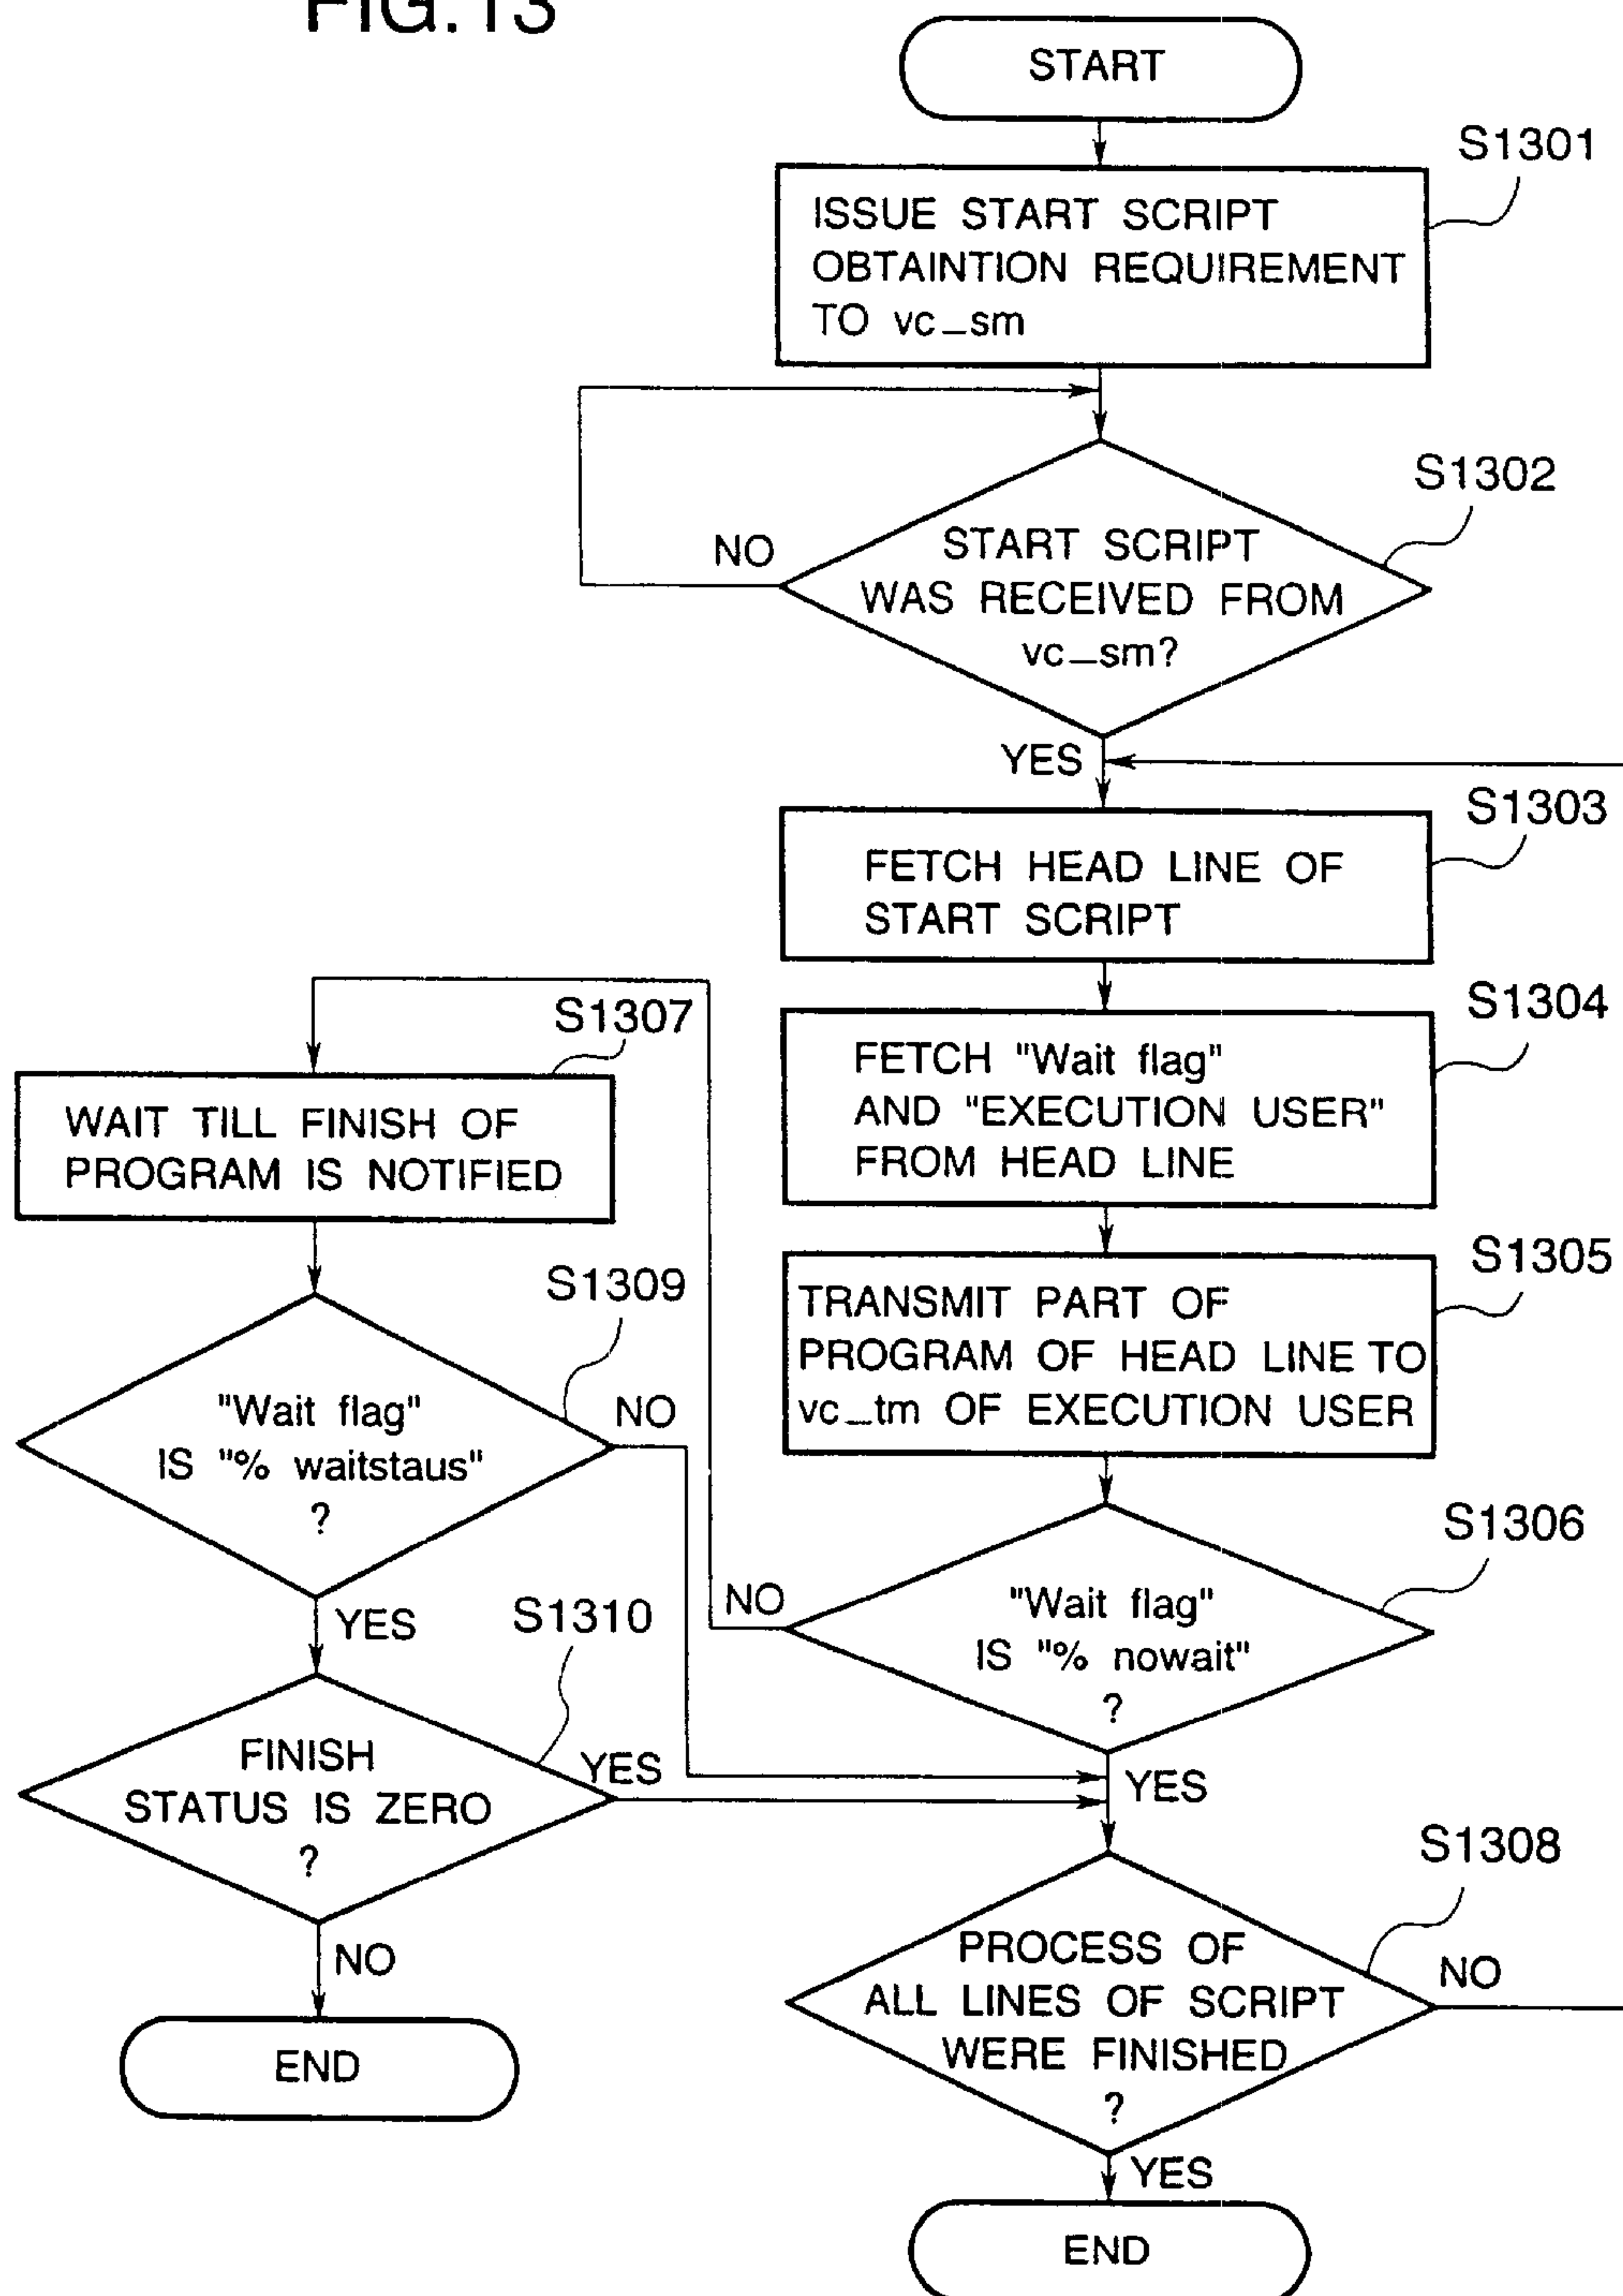 FIG.13
START
S1301
ISSUE START SCRIPT
OBTAINTION REQUIREMENT
TO vc_sm
S1302
NO
START SCRIPT
WAS RECEIVED FROM
vc_sm?
YES
S1303
FETCH HEAD LINE OF
START SCRIPT
S1304
FETCH "Wait flag"
AND "EXECUTION USER"
FROM HEAD LINE
S1305
TRANSMIT PART OF
PROGRAM OF HEAD LINE TO
vc_tm OF EXECUTION USER
S1306
NO
"Wait flag"
IS "% nowait"
?
YES
S1307
WAIT TILL FINISH OF
PROGRAM IS NOTIFIED
S1309
"Wait flag"
IS "% waitstaus"
?
NO
YES
S1310
FINISH
STATUS IS ZERO
?
YES
NO
END
S1308
PROCESS OF
ALL LINES OF SCRIPT
WERE FINISHED
?
NO
YES
END